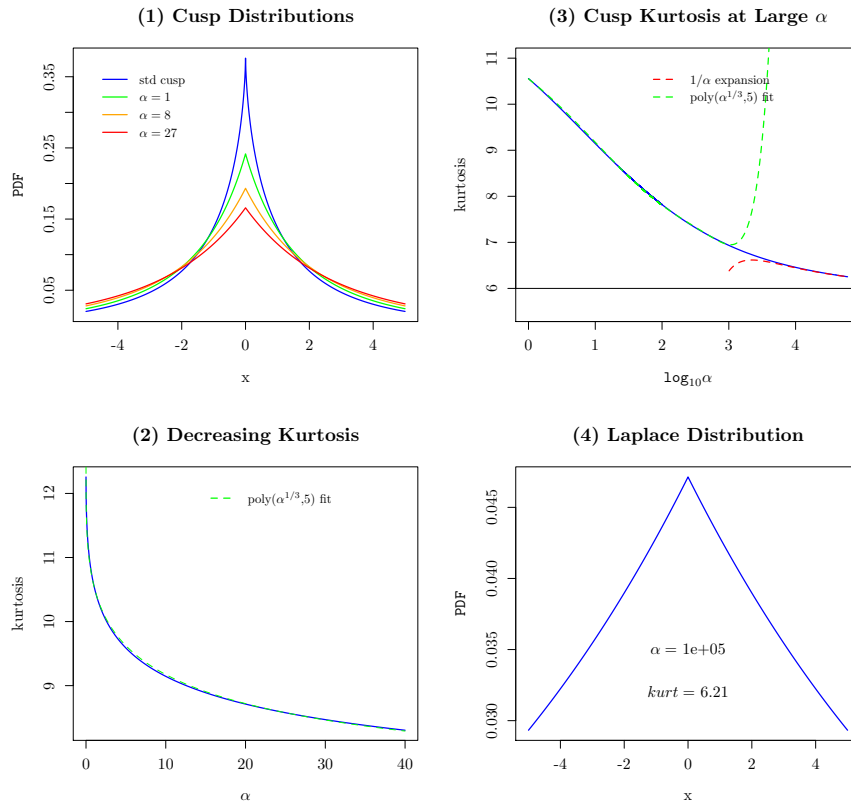 (1) Cusp Distributions
PDF
0.05
0.15
0.25
0.35
std cusp
α = 1
α = 8
α = 27
-4 -2 0 2 4
x
(3) Cusp Kurtosis at Large α
kurtosis
6 7 8 9 10 11
1/α expansion
poly(α^{1/3},5) fit
0 1 2 3 4
log₁₀α
(2) Decreasing Kurtosis
kurtosis
9 10 11 12
poly(α^{1/3},5) fit
0 10 20 30 40
α
(4) Laplace Distribution
PDF
0.030 0.035 0.040 0.045
α = 1e+05
kurt = 6.21
-4 -2 0 2 4
x